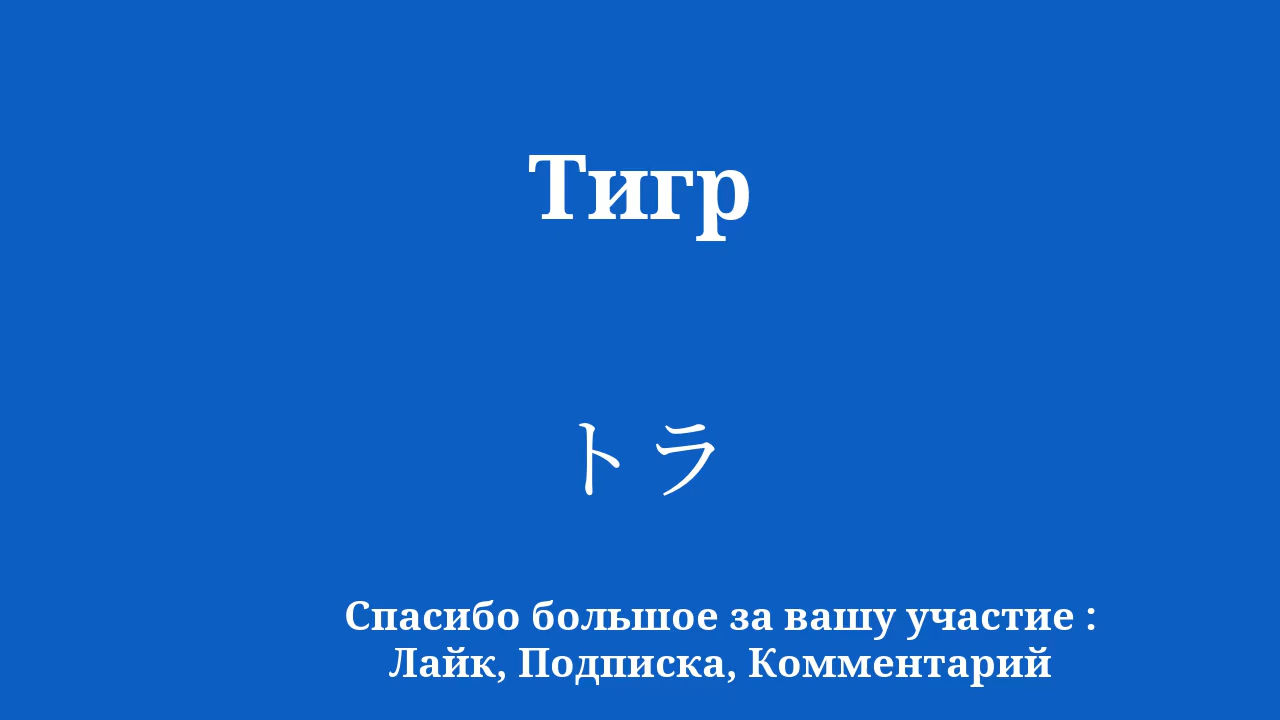 Тигр
トラ
Спасибо большое за вашу участие :
Лайк, Подписка, Комментарий